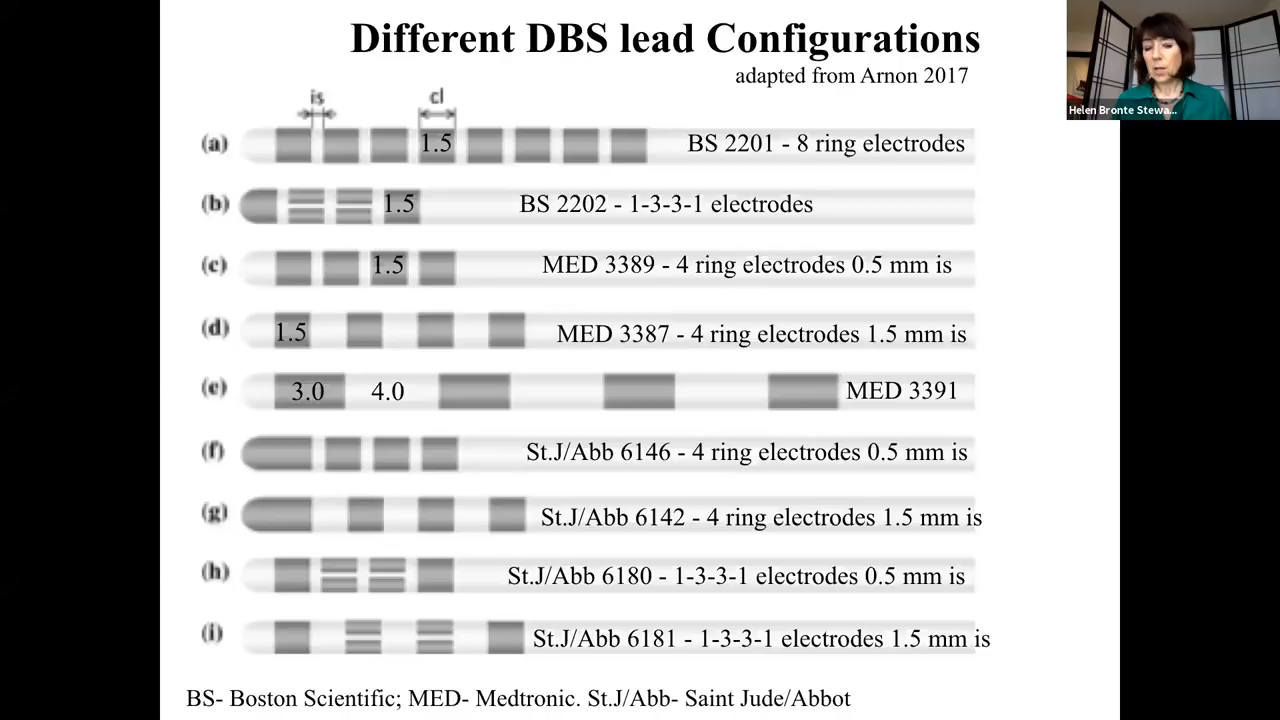 Different DBS lead Configurations
adapted from Arnon 2017
Helen Bronte Stewa...
is cl
(a) 1.5 BS 2201 - 8 ring electrodes
(b) 1.5 BS 2202 - 1-3-3-1 electrodes
(c) 1.5 MED 3389 - 4 ring electrodes 0.5 mm is
(d) 1.5 MED 3387 - 4 ring electrodes 1.5 mm is
(e) 3.0 4.0 MED 3391
(f) St.J/Abb 6146 - 4 ring electrodes 0.5 mm is
(g) St.J/Abb 6142 - 4 ring electrodes 1.5 mm is
(h) St.J/Abb 6180 - 1-3-3-1 electrodes 0.5 mm is
(i) St.J/Abb 6181 - 1-3-3-1 electrodes 1.5 mm is
BS- Boston Scientific; MED- Medtronic. St.J/Abb- Saint Jude/Abbot